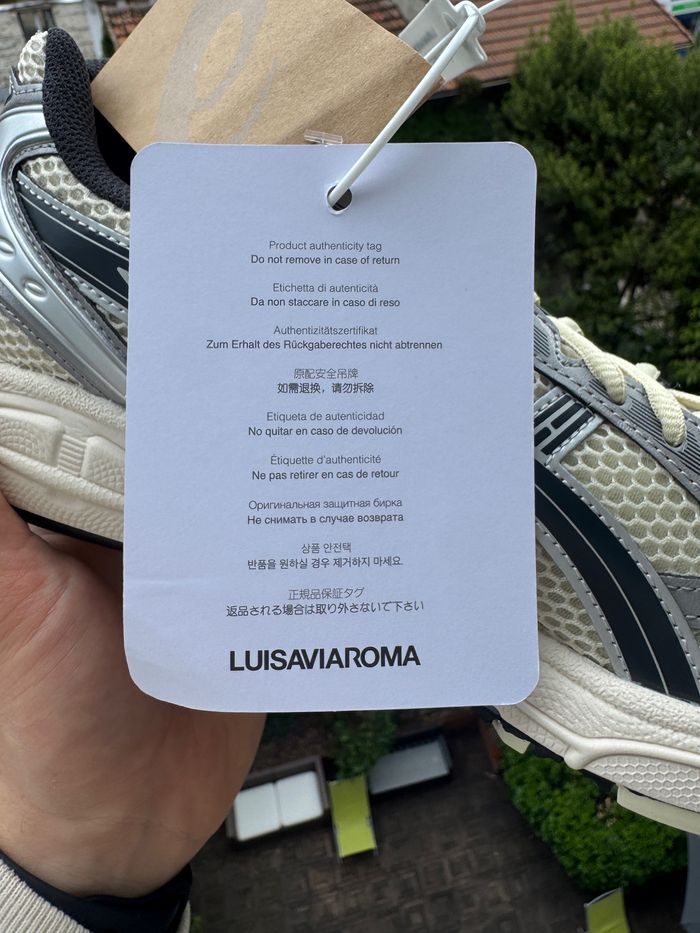 Product authenticity tag
Do not remove in case of return
Etichetta di autenticità
Da non staccare in caso di reso
Authentizitätszertifikat
Zum Erhalt des Rückgaberechtes nicht abtrennen
原配安全吊牌
如需退换，请勿拆除
Etiqueta de autenticidad
No quitar en caso de devolución
Étiquette d'authenticité
Ne pas retirer en cas de retour
Оригинальная защитная бирка
Не снимать в случае возврата
상품 안전택
반품을 원하실 경우 제거하지 마세요.
正規品保証タグ
返品される場合は取り外さないで下さい
LUISAVIAROMA